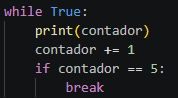 while True:
    print(contador)
    contador += 1
    if contador == 5:
        break